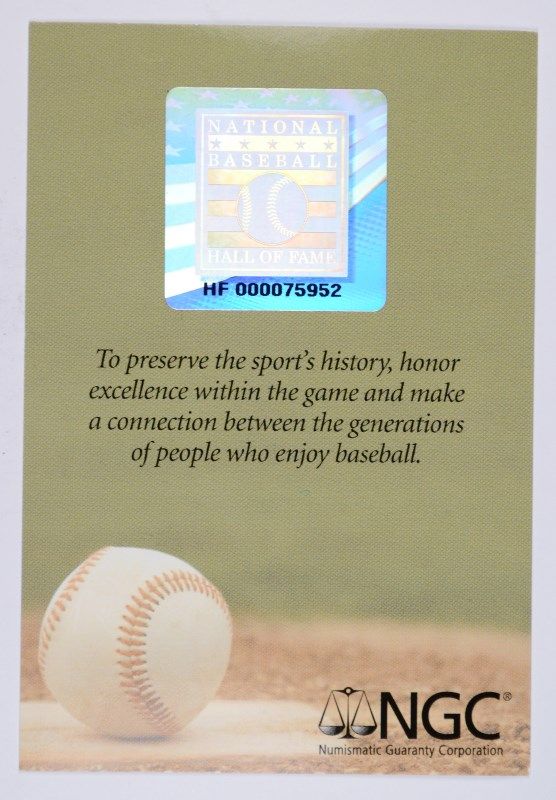 NATIONAL
BASEBALL
HALL OF FAME
HF 000075952
To preserve the sport's history, honor
excellence within the game and make
a connection between the generations
of people who enjoy baseball.
NGC®
Numismatic Guaranty Corporation